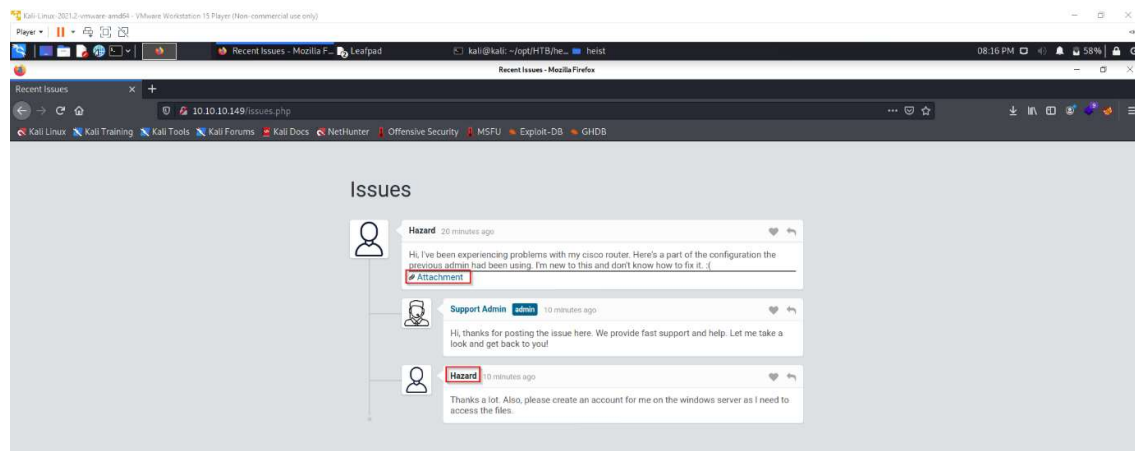 Kali-Linux-2021.2-vmware-amd64 - VMware Workstation 15 Player (Non-commercial use only)
Player
Recent Issues - Mozilla F... Leafpad kali@kali: ~/opt/HTB/he... heist 08:16 PM 58%
Recent Issues - Mozilla Firefox
Recent Issues
10.10.10.149/issues.php
Kali Linux Kali Training Kali Tools Kali Forums Kali Docs NetHunter Offensive Security MSFU Exploit-DB GHDB
Issues
Hazard 20 minutes ago
Hi, I've been experiencing problems with my cisco router. Here's a part of the configuration the
previous admin had been using. I'm new to this and don't know how to fix it. :(
Attachment
Support Admin admin 10 minutes ago
Hi, thanks for posting the issue here. We provide fast support and help. Let me take a
look and get back to you!
Hazard 10 minutes ago
Thanks a lot. Also, please create an account for me on the windows server as I need to
access the files.